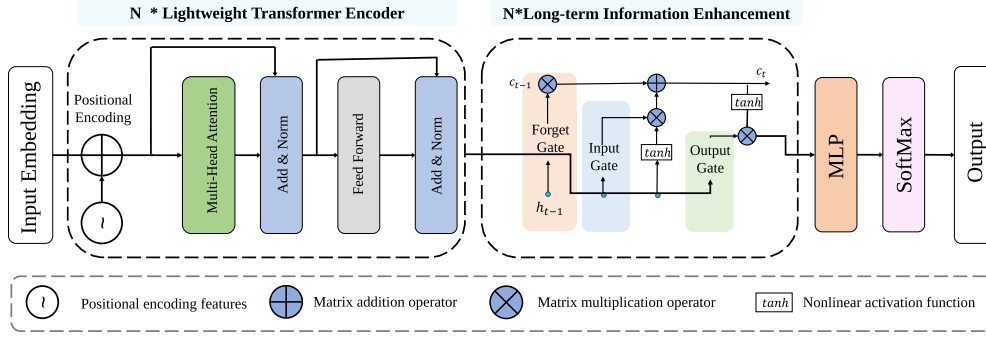 N * Lightweight Transformer Encoder
N*Long-term Information Enhancement
Input Embedding
Positional
Encoding
~
Multi-Head Attention
Add & Norm
Feed Forward
Add & Norm
c_{t-1}
c_t
Forget
Gate
h_{t-1}
Input
Gate
tanh
Output
Gate
tanh
MLP
SoftMax
Output
~ Positional encoding features
Matrix addition operator
Matrix multiplication operator
tanh Nonlinear activation function